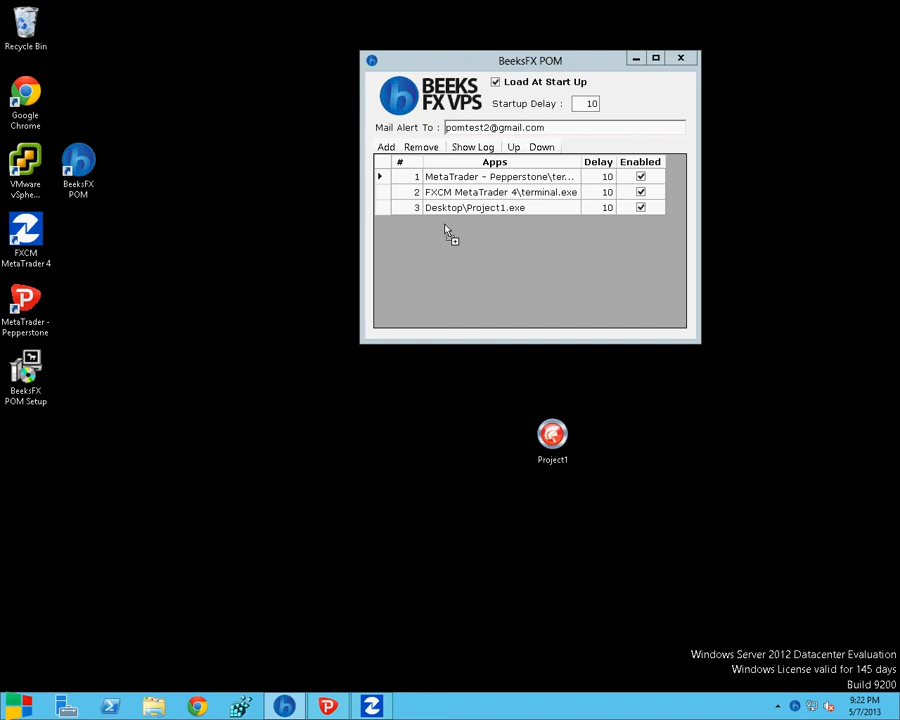 Recycle Bin
Google
Chrome
VMware
vSphe...
BeeksFX
POM
FXCM
MetaTrader 4
MetaTrader -
Pepperstone
BeeksFX
POM Setup
BeeksFX POM
b BEEKS
FX VPS
Load At Start Up
Startup Delay : 10
Mail Alert To : pomtest2@gmail.com
Add Remove Show Log Up Down
# Apps Delay Enabled
1 MetaTrader - Pepperstone\ter... 10
2 FXCM MetaTrader 4\terminal.exe 10
3 Desktop\Project1.exe 10
Project1
Windows Server 2012 Datacenter Evaluation
Windows License valid for 145 days
Build 9200
9:22 PM
5/7/2013